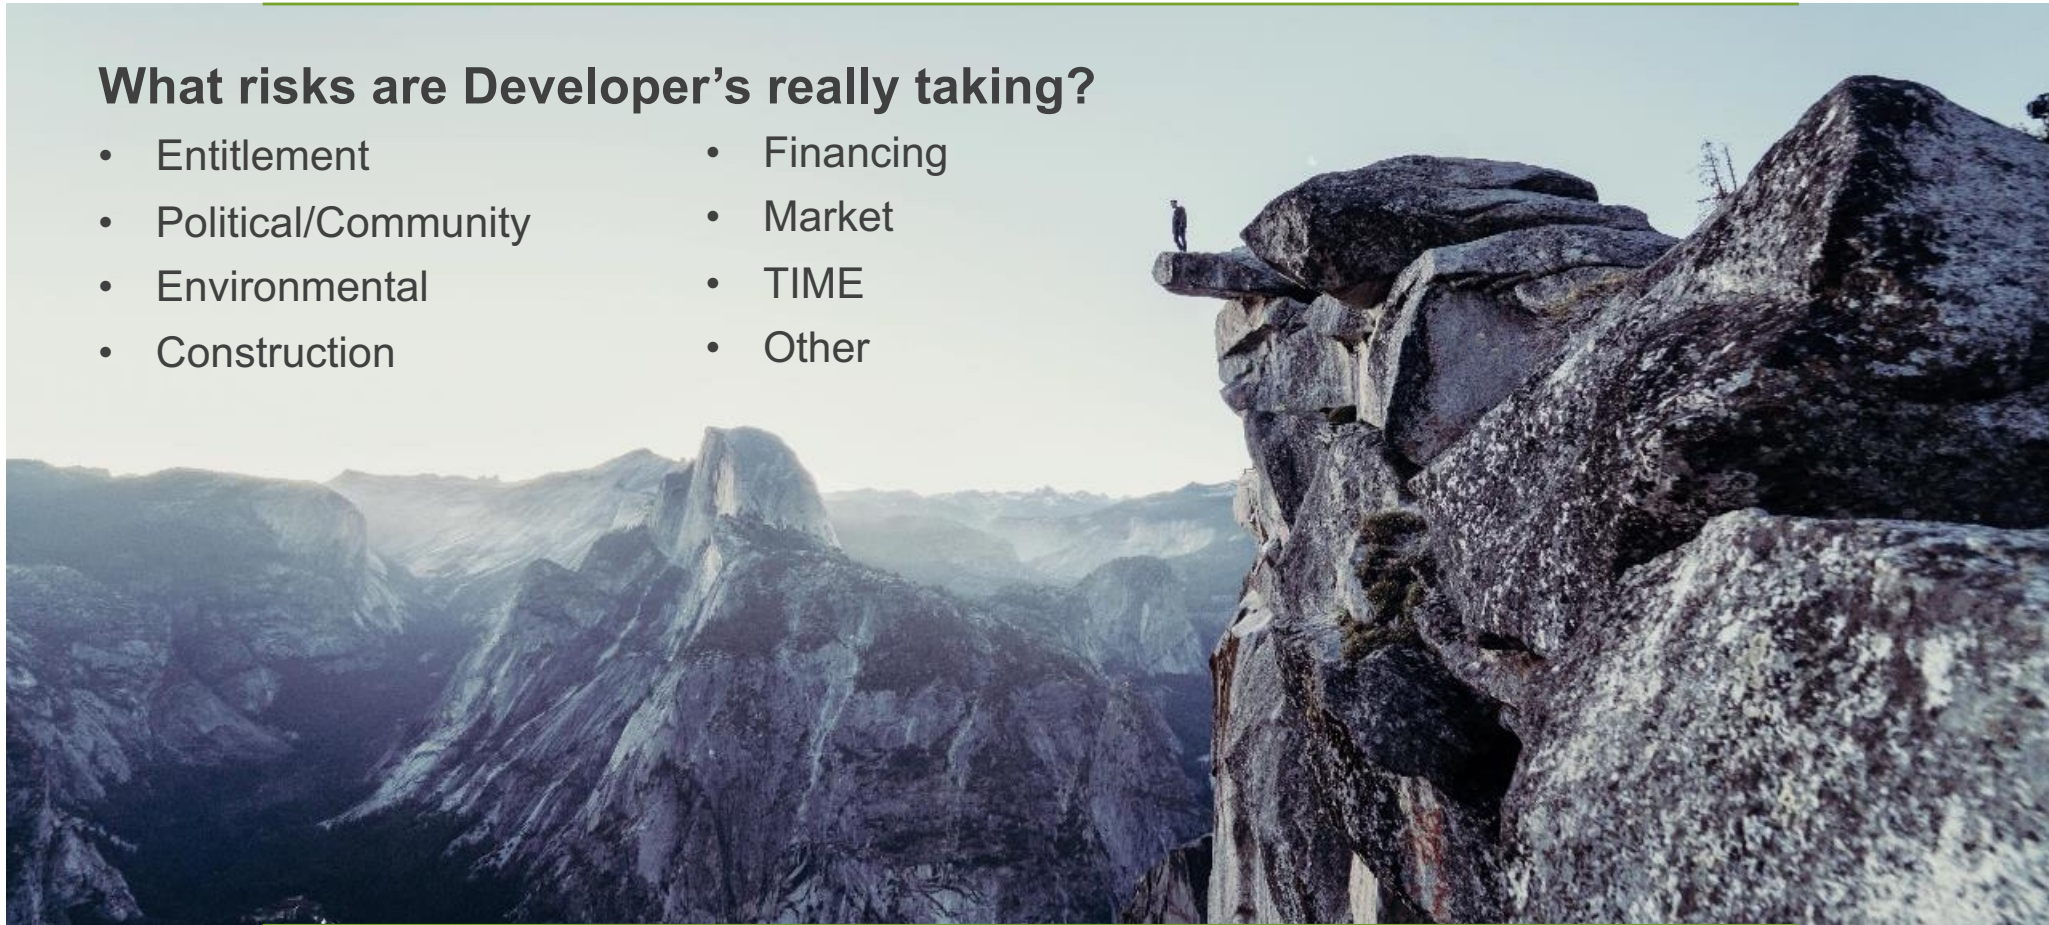 What risks are Developer’s really taking?
• Entitlement
• Political/Community
• Environmental
• Construction
• Financing
• Market
• TIME
• Other